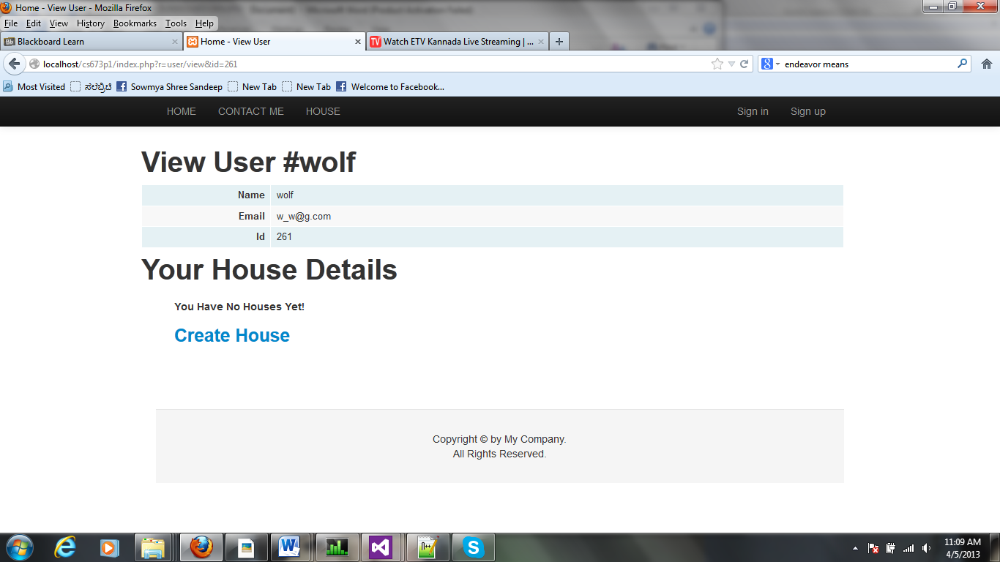 Home - View User - Mozilla Firefox
File Edit View History Bookmarks Tools Help
Bb Blackboard Learn
Home - View User
TV Watch ETV Kannada Live Streaming | ...
localhost/cs673p1/index.php?r=user/view&id=261
endeavor means
Most Visited ಸೆಲೆಬ್ರಿಟಿ Sowmya Shree Sandeep New Tab New Tab Welcome to Facebook...
HOME CONTACT ME HOUSE Sign in Sign up
View User #wolf
Name wolf
Email w_w@g.com
Id 261
Your House Details
You Have No Houses Yet!
Create House
Copyright © by My Company.
All Rights Reserved.
11:09 AM
4/5/2013